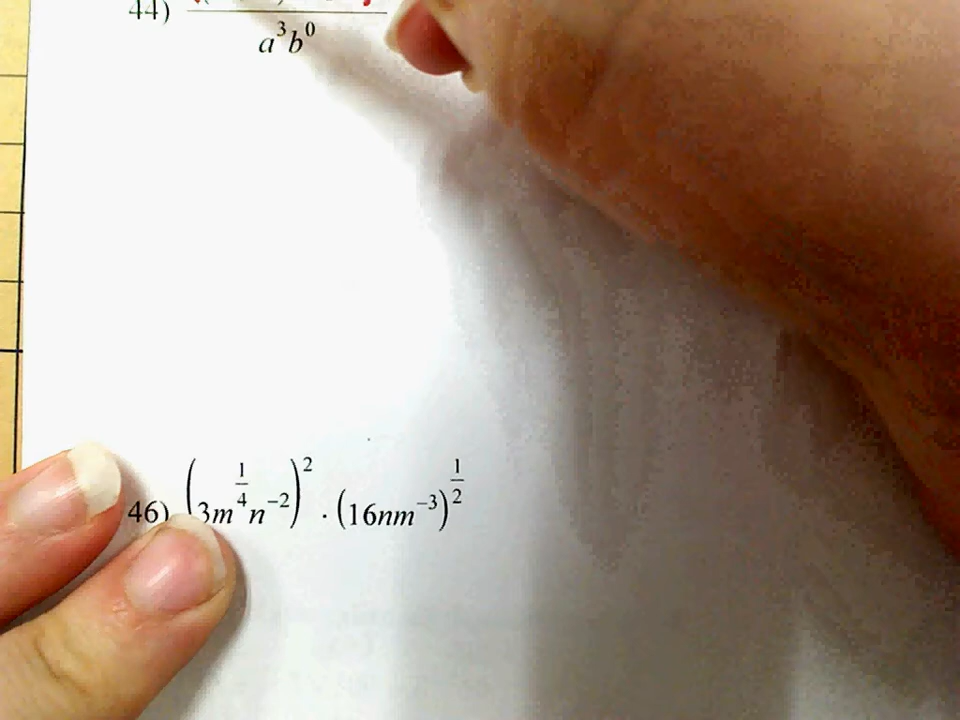 44)
a³b⁰
46) (3m^{1/4}n⁻²)² · (16nm⁻³)^{1/2}